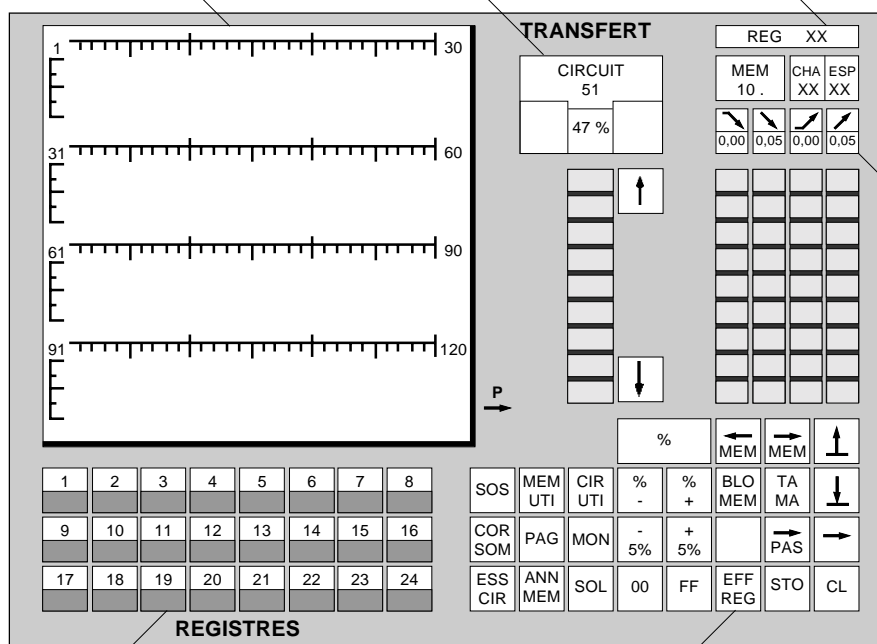 TRANSFERT
REG XX
CIRCUIT
51
47 %
MEM
10 .
CHA
XX
ESP
XX
0,00
0,05
0,00
0,05
1
30
31
60
61
90
91
120
P
%
MEM
MEM
1
2
3
4
5
6
7
8
9
10
11
12
13
14
15
16
17
18
19
20
21
22
23
24
REGISTRES
SOS
MEM
UTI
CIR
UTI
%
-
%
+
BLO
MEM
TA
MA
COR
SOM
PAG
MON
-
5%
+
5%
PAS
ESS
CIR
ANN
MEM
SOL
00
FF
EFF
REG
STO
CL